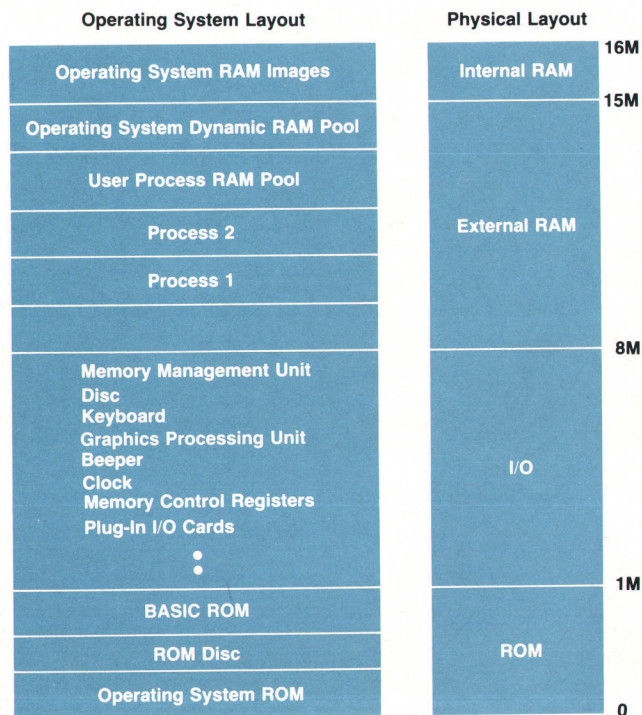 Operating System Layout
Operating System RAM Images
Operating System Dynamic RAM Pool
User Process RAM Pool
Process 2
Process 1
Memory Management Unit
Disc
Keyboard
Graphics Processing Unit
Beeper
Clock
Memory Control Registers
Plug-In I/O Cards
BASIC ROM
ROM Disc
Operating System ROM
Physical Layout
16M
Internal RAM
15M
External RAM
8M
I/O
1M
ROM
0